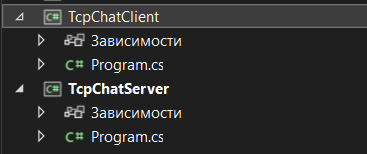 C# TcpChatClient
Зависимости
C# Program.cs
C# TcpChatServer
Зависимости
C# Program.cs